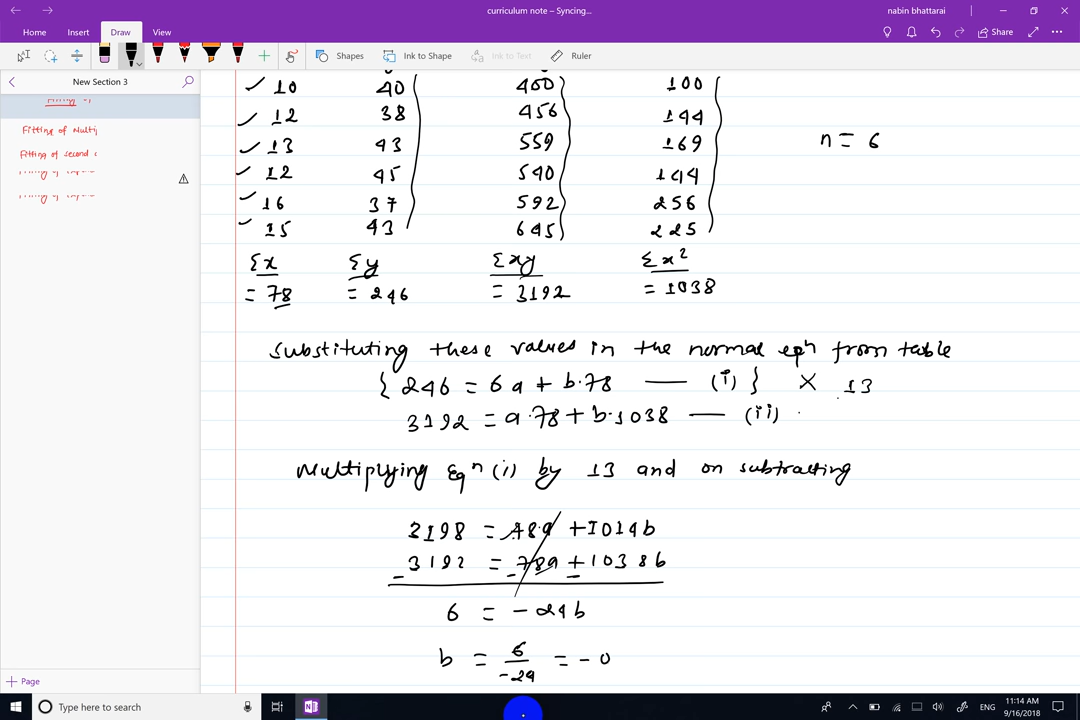 curriculum note – Syncing...
nabin bhattarai
Home Insert Draw View
Share
Shapes Ink to Shape Ink to Text Ruler
New Section 3
Fitting of Multip
Fitting of second o
10 40 400 100
12 38 456 144
13 43 559 169
n = 6
12 45 540 144
16 37 592 256
15 43 645 225
Σx Σy Σxy Σx²
= 78 = 246 = 3192 = 1038
Substituting these values in the normal eqⁿ from table
{ 246 = 6a + b.78 — (i) } × 13
3192 = a.78 + b.1038 — (ii)
Multiplying Eqⁿ (i) by 13 and on subtracting
3198 = 78a + 1014b
3192 = 78a + 1038b
6 = - 24b
b = 6/-24 = - 0
+ Page
Type here to search
ENG
11:14 AM
9/16/2018